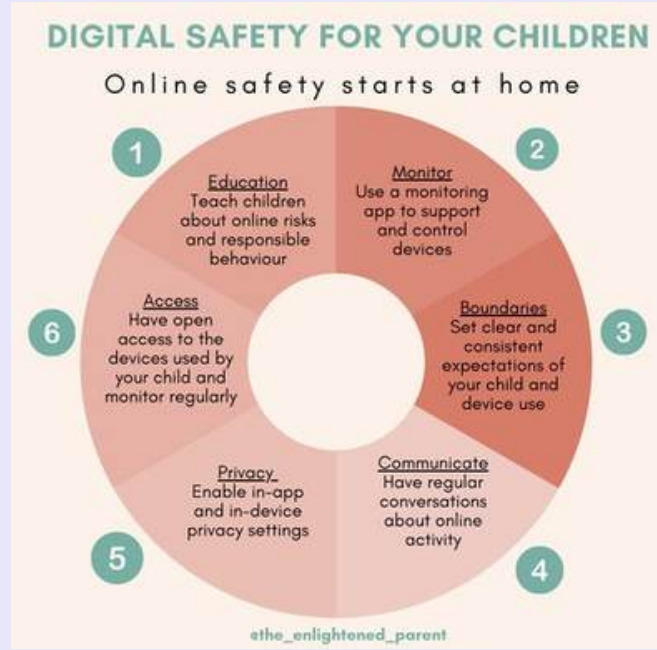 DIGITAL SAFETY FOR YOUR CHILDREN
Online safety starts at home
1
Education
Teach children
about online risks
and responsible
behaviour
2
Monitor
Use a monitoring
app to support
and control
devices
3
Boundaries
Set clear and
consistent
expectations of
your child and
device use
4
Communicate
Have regular
conversations
about online
activity
5
Privacy
Enable in-app
and in-device
privacy settings
6
Access
Have open
access to the
devices used by
your child and
monitor regularly
@the_enlightened_parent